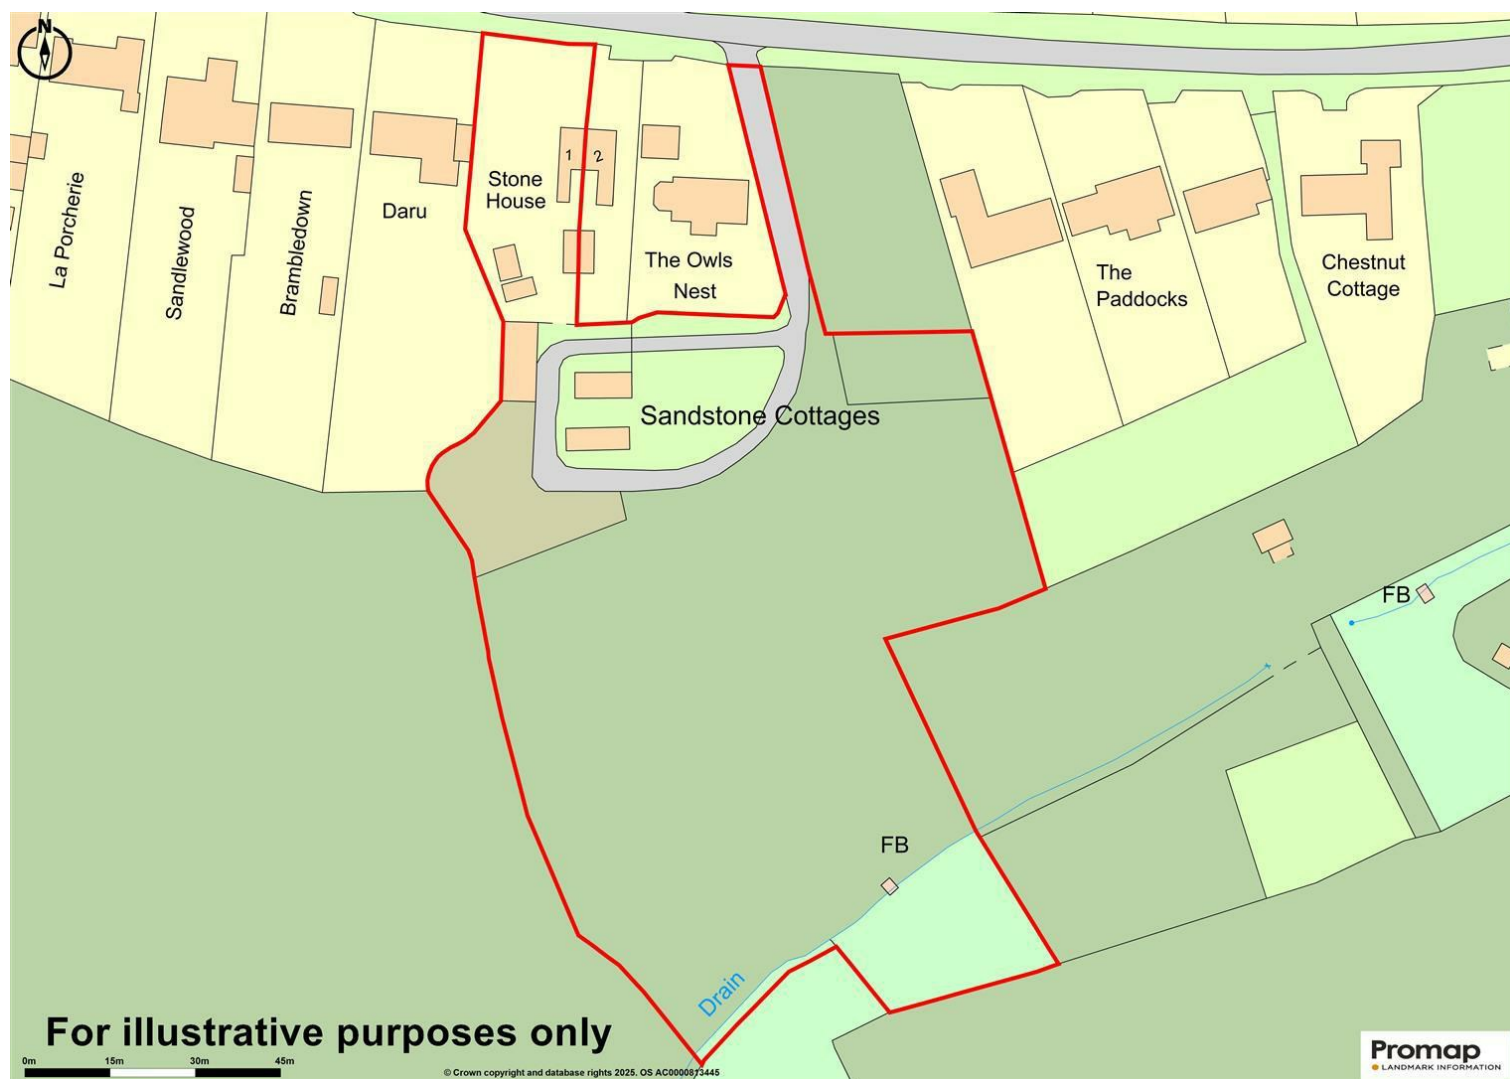 N
La Porcherie
Sandlewood
Brambledown
Daru
Stone
House
1
2
The Owls
Nest
The
Paddocks
Chestnut
Cottage
Sandstone Cottages
FB
FB
Drain
For illustrative purposes only
0m 15m 30m 45m
© Crown copyright and database rights 2025. OS AC0000813445
Promap
LANDMARK INFORMATION